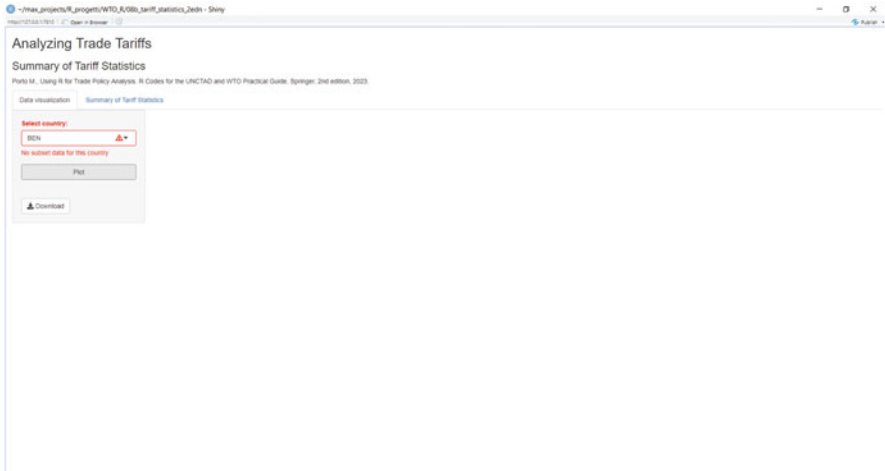 ~/max_projects/R_progetti/WTO_R/08b_tariff_statistics_2edn - Shiny
Open in Browser
Publish
Analyzing Trade Tariffs
Summary of Tariff Statistics
Porto M., Using R for Trade Policy Analysis. R Codes for the UNCTAD and WTO Practical Guide, Springer, 2nd edition, 2023.
Data visualization Summary of Tariff Statistics
Select country:
BEN
No subset data for this country
Plot
Download